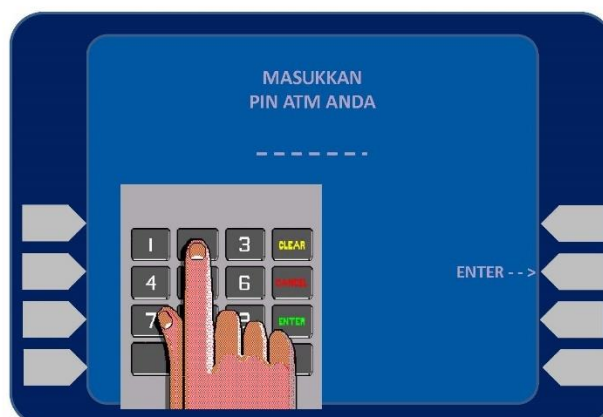 MASUKKAN
PIN ATM ANDA
- - - - - - -
1 3 CLEAR
4 6 CANCEL
7 ENTER
ENTER - - >